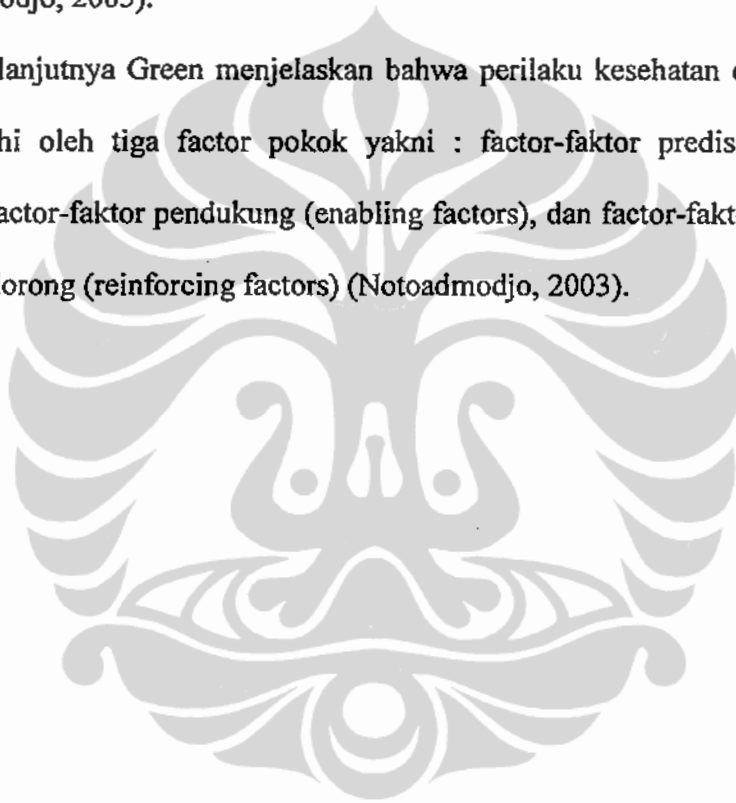 odjo, 2003).
lanjutnya Green menjelaskan bahwa perilaku kesehatan
hi oleh tiga factor pokok yakni : factor-faktor predis
actor-faktor pendukung (enabling factors), dan factor-fakt
lorong (reinforcing factors) (Notoadmodjo, 2003).